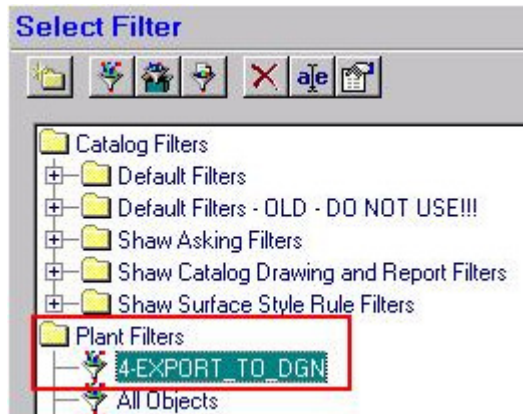 Select Filter
a|e
Catalog Filters
Default Filters
Default Filters - OLD - DO NOT USE!!!
Shaw Asking Filters
Shaw Catalog Drawing and Report Filters
Shaw Surface Style Rule Filters
Plant Filters
4-EXPORT_TO_DGN
All Objects